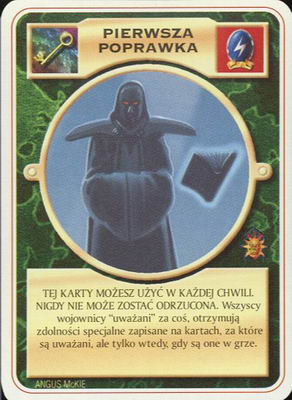 PIERWSZA
POPRAWKA
TEJ KARTY MOŻESZ UŻYĆ W KAŻDEJ CHWILI.
NIGDY NIE MOŻE ZOSTAĆ ODRZUCONA. Wszyscy
wojownicy "uważani" za coś, otrzymują
zdolności specjalne zapisane na kartach, za które
są uważani, ale tylko wtedy, gdy są one w grze.
ANGUS McKIE